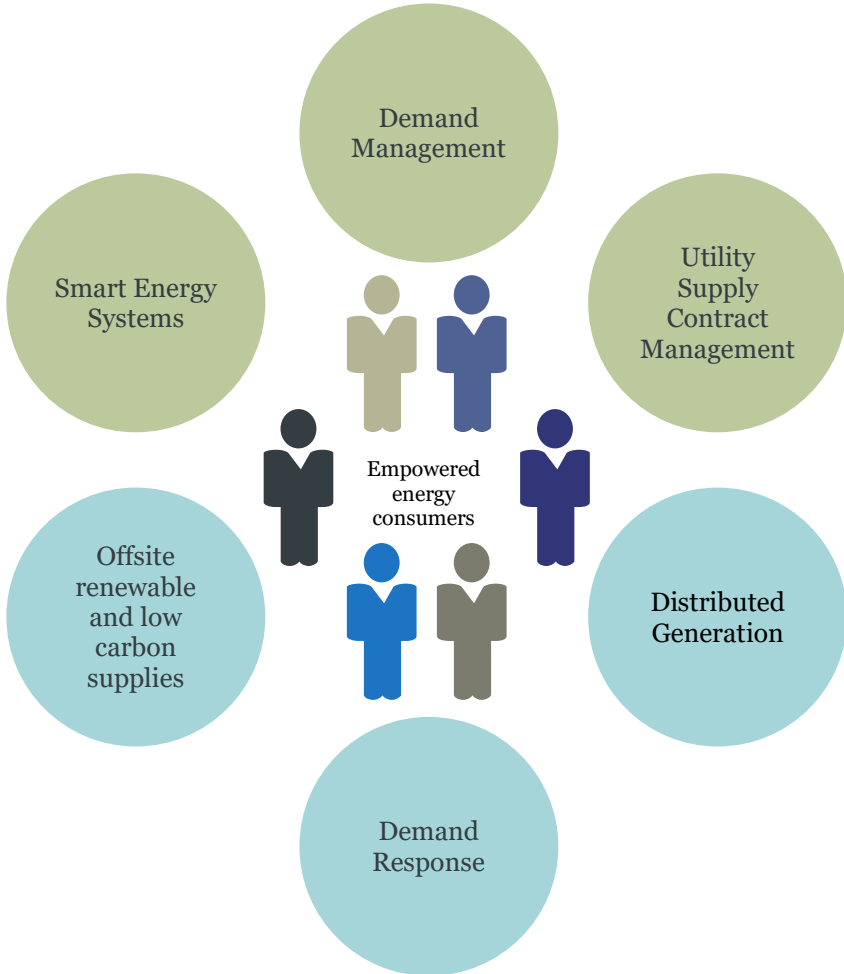 Demand
Management
Smart Energy
Systems
Utility
Supply
Contract
Management
Empowered
energy
consumers
Offsite
renewable
and low
carbon
supplies
Distributed
Generation
Demand
Response